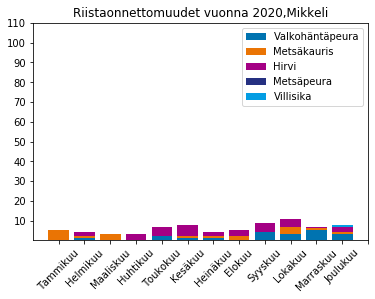 Riistaonnettomuudet vuonna 2020,Mikkeli
110
100
90
80
70
60
50
40
30
20
10
Valkohäntäpeura
Metsäkauris
Hirvi
Metsäpeura
Villisika
Tammikuu
Helmikuu
Maaliskuu
Huhtikuu
Toukokuu
Kesäkuu
Heinäkuu
Elokuu
Syyskuu
Lokakuu
Marraskuu
Joulukuu